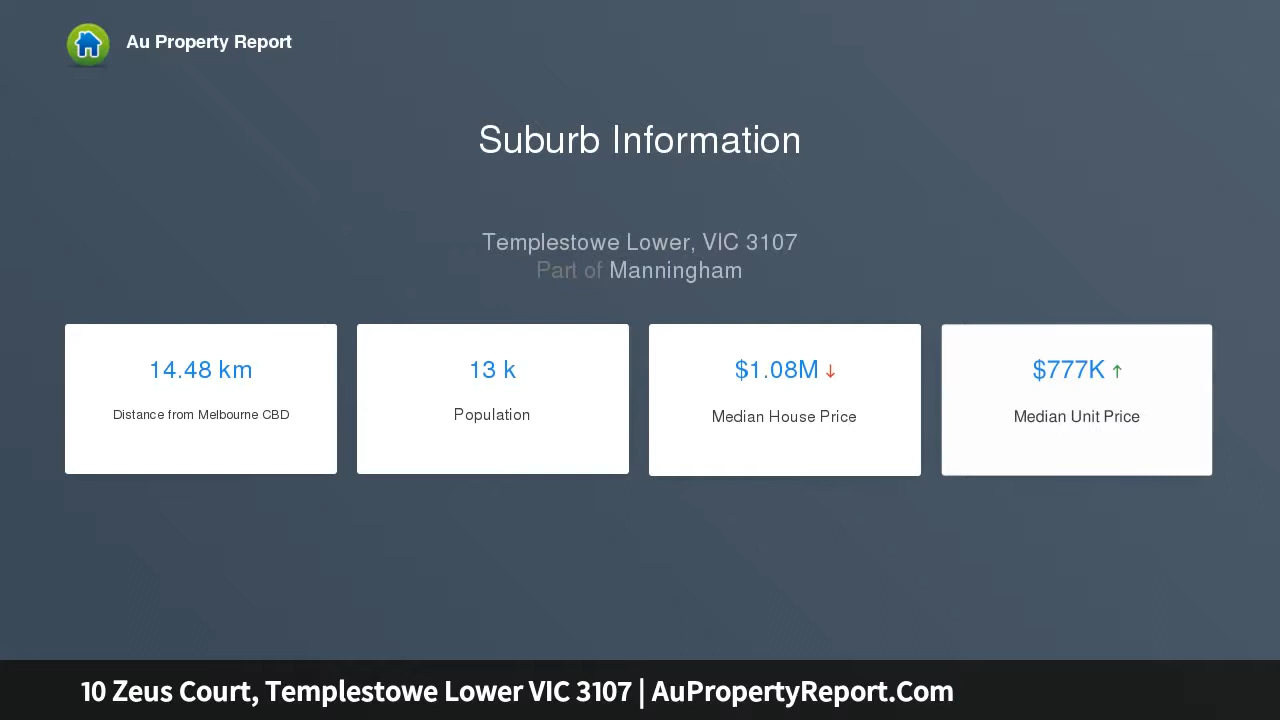 Au Property Report
Suburb Information
Templestowe Lower, VIC 3107
Part of Manningham
14.48 km
Distance from Melbourne CBD
13 k
Population
$1.08M ↓
Median House Price
$777K ↑
Median Unit Price
10 Zeus Court, Templestowe Lower VIC 3107 | AuPropertyReport.Com